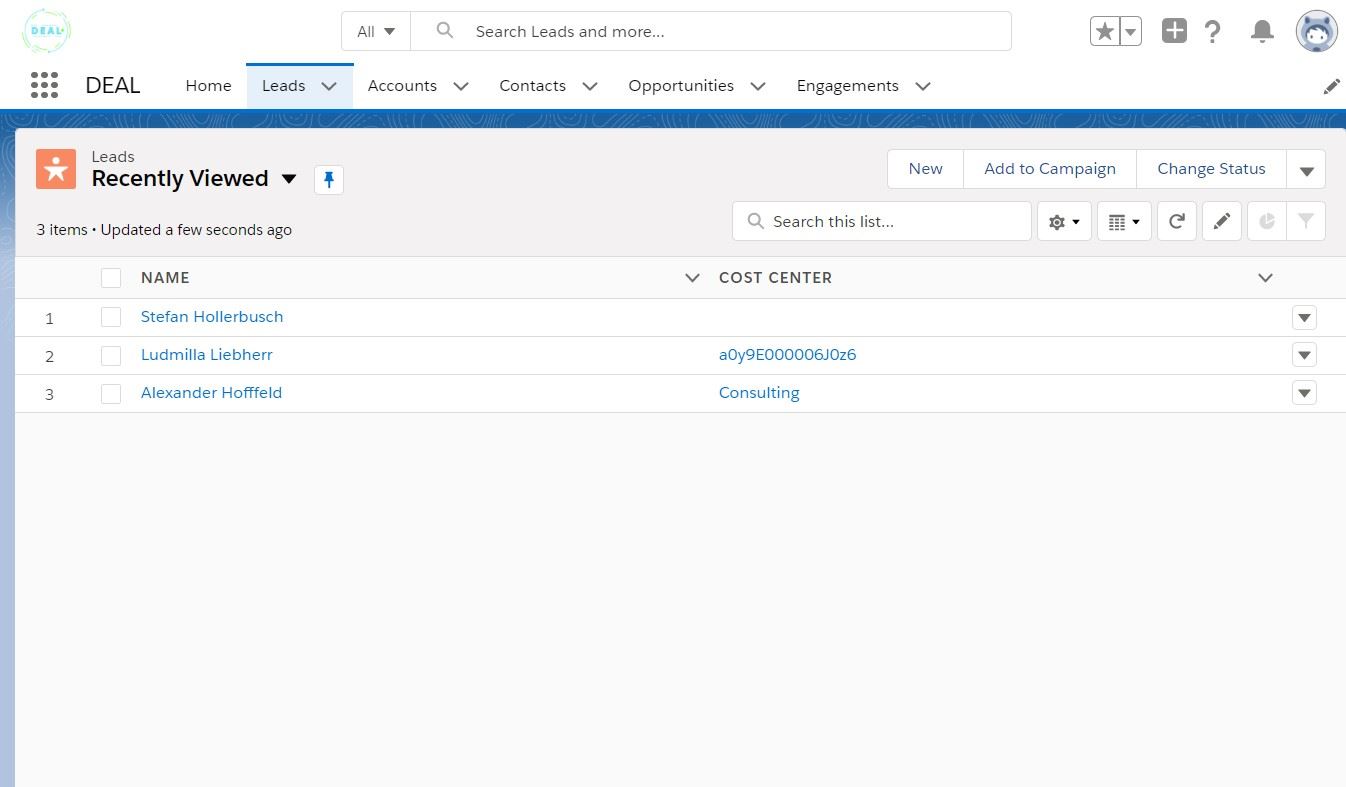 DEAL
All Search Leads and more...
DEAL Home Leads Accounts Contacts Opportunities Engagements
Leads
Recently Viewed
New Add to Campaign Change Status
3 items • Updated a few seconds ago
Search this list...
NAME COST CENTER
1 Stefan Hollerbusch
2 Ludmilla Liebherr a0y9E000006J0z6
3 Alexander Hofffeld Consulting